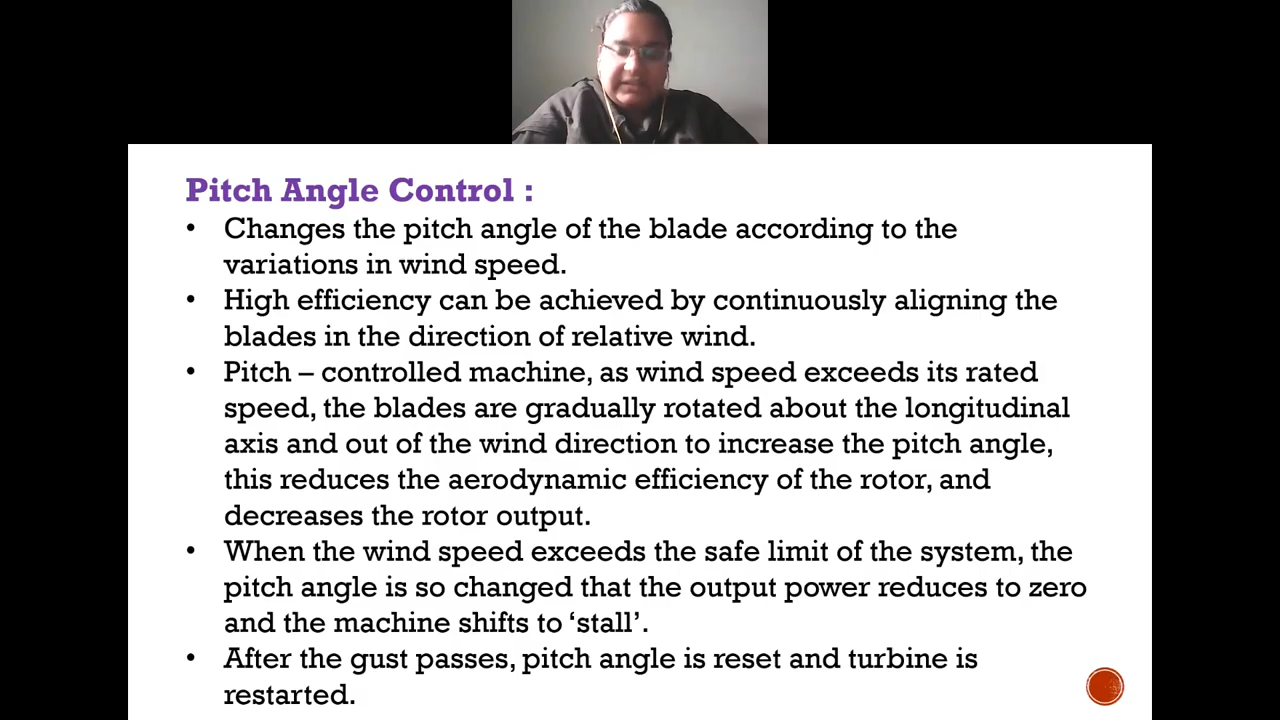 Pitch Angle Control :
• Changes the pitch angle of the blade according to the
variations in wind speed.
• High efficiency can be achieved by continuously aligning the
blades in the direction of relative wind.
• Pitch – controlled machine, as wind speed exceeds its rated
speed, the blades are gradually rotated about the longitudinal
axis and out of the wind direction to increase the pitch angle,
this reduces the aerodynamic efficiency of the rotor, and
decreases the rotor output.
• When the wind speed exceeds the safe limit of the system, the
pitch angle is so changed that the output power reduces to zero
and the machine shifts to ‘stall’.
• After the gust passes, pitch angle is reset and turbine is
restarted.